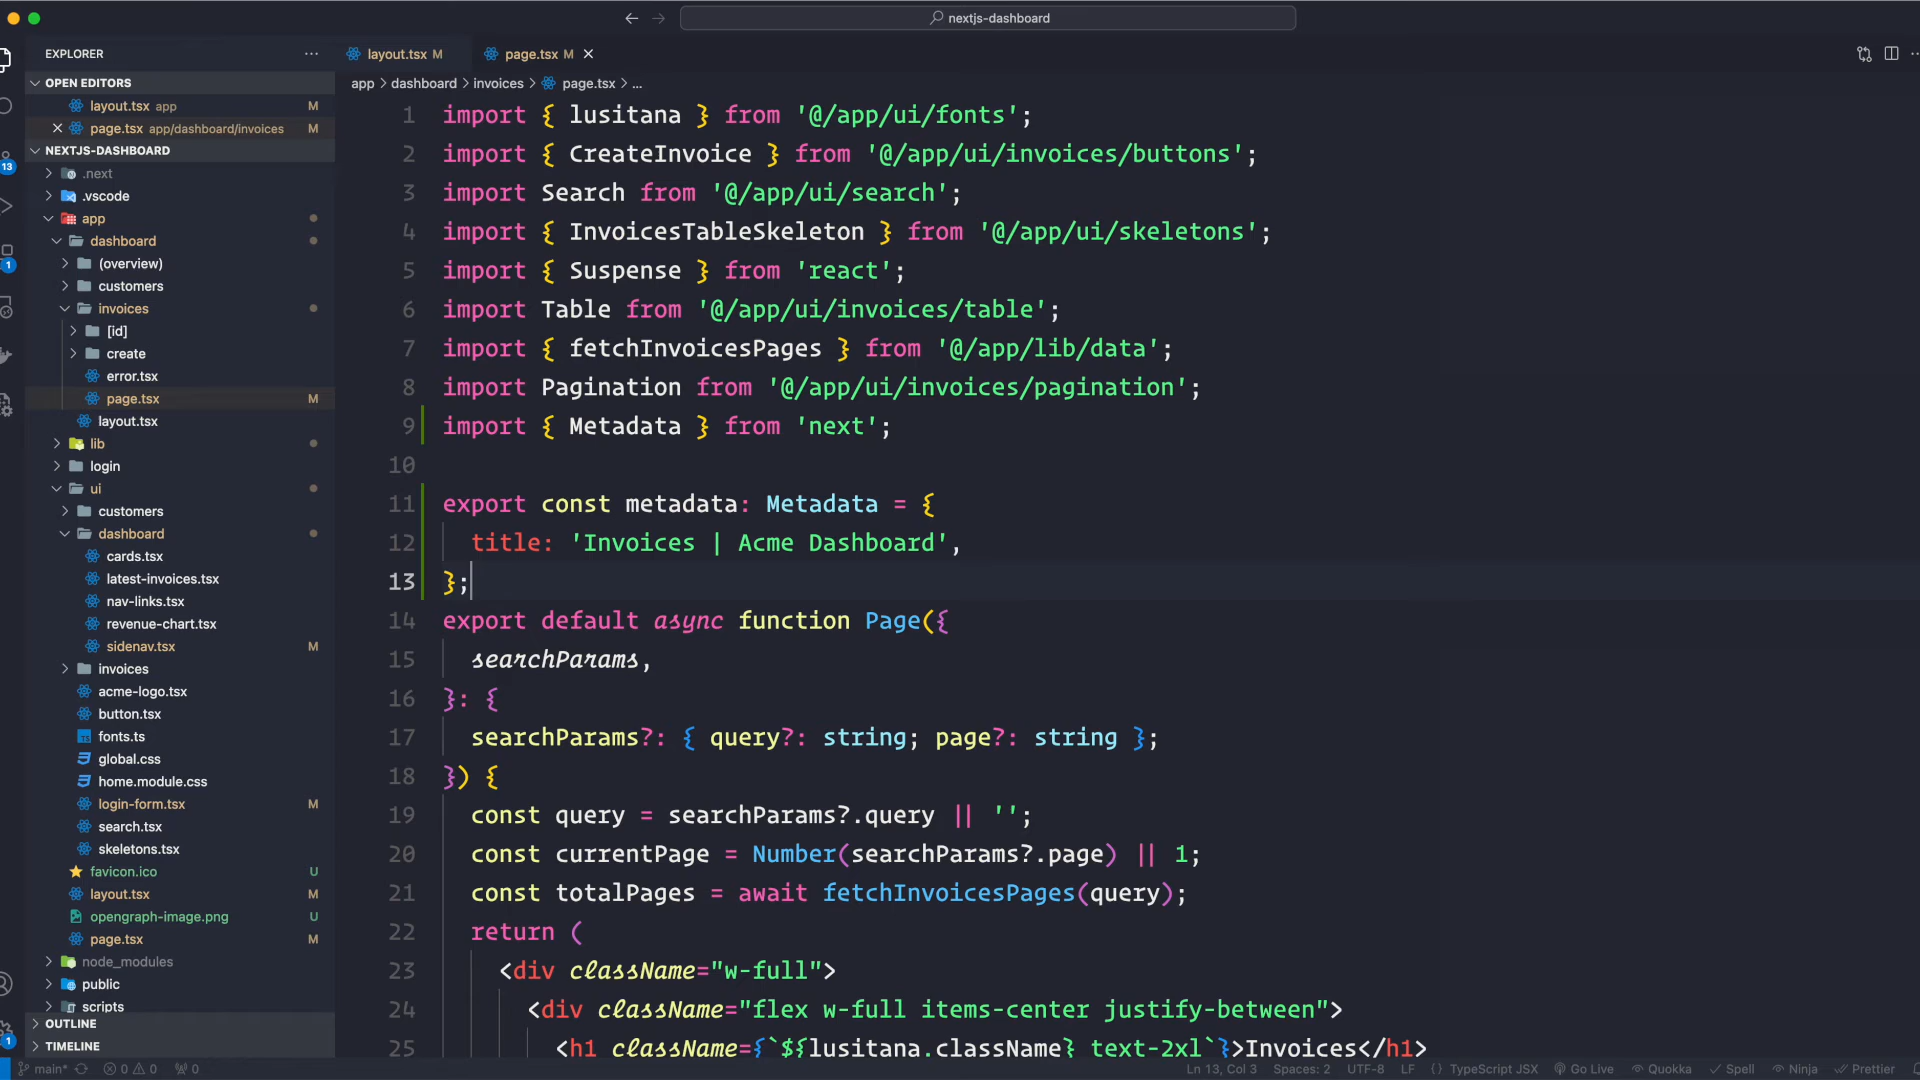 nextjs-dashboard
EXPLORER
layout.tsx M
page.tsx M
OPEN EDITORS
layout.tsx app M
page.tsx app/dashboard/invoices M
NEXTJS-DASHBOARD
.next
.vscode
app
dashboard
(overview)
customers
invoices
[id]
create
error.tsx
page.tsx M
layout.tsx
lib
login
ui
customers
dashboard
cards.tsx
latest-invoices.tsx
nav-links.tsx
revenue-chart.tsx
sidenav.tsx M
invoices
acme-logo.tsx
button.tsx
fonts.ts
global.css
home.module.css
login-form.tsx M
search.tsx
skeletons.tsx
favicon.ico U
layout.tsx M
opengraph-image.png U
page.tsx M
node_modules
public
scripts
OUTLINE
TIMELINE
13
1
1
app > dashboard > invoices > page.tsx > ...
1 import { lusitana } from '@/app/ui/fonts';
2 import { CreateInvoice } from '@/app/ui/invoices/buttons';
3 import Search from '@/app/ui/search';
4 import { InvoicesTableSkeleton } from '@/app/ui/skeletons';
5 import { Suspense } from 'react';
6 import Table from '@/app/ui/invoices/table';
7 import { fetchInvoicesPages } from '@/app/lib/data';
8 import Pagination from '@/app/ui/invoices/pagination';
9 import { Metadata } from 'next';
10
11 export const metadata: Metadata = {
12 title: 'Invoices | Acme Dashboard',
13 };
14 export default async function Page({
15 searchParams,
16 }: {
17 searchParams?: { query?: string; page?: string };
18 }) {
19 const query = searchParams?.query || '';
20 const currentPage = Number(searchParams?.page) || 1;
21 const totalPages = await fetchInvoicesPages(query);
22 return (
23 <div className="w-full">
24 <div className="flex w-full items-center justify-between">
25 <h1 className={`${lusitana.className} text-2xl`}>Invoices</h1>
main* 0 0 0 Ln 13, Col 3 Spaces: 2 UTF-8 LF {} TypeScript JSX Go Live Quokka Spell Ninja Prettier